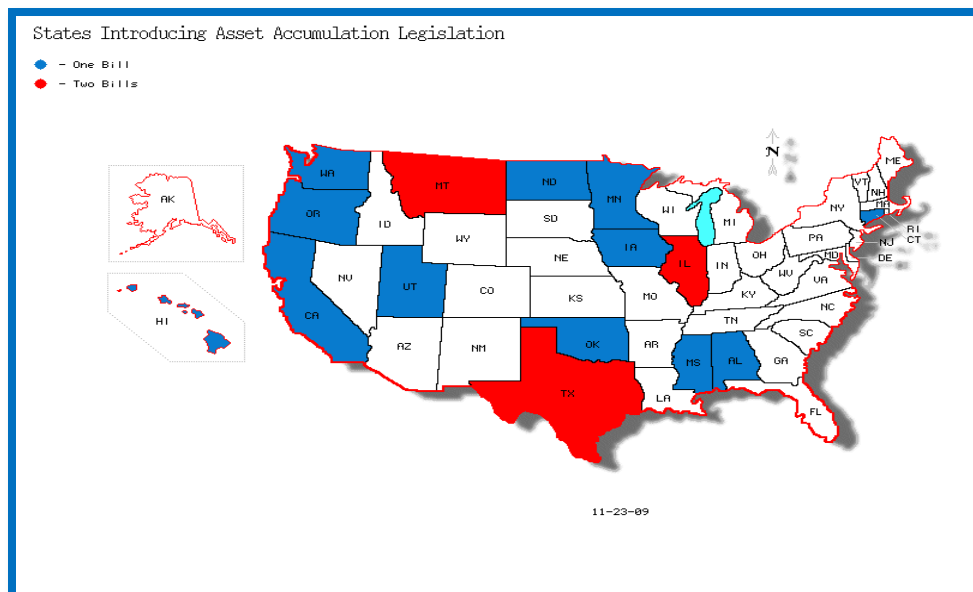 States Introducing Asset Accumulation Legislation
- One Bill
- Two Bills
N
ME
WA
VT
NH
MT
ND
MN
AK
MA
NY
WI
OR
MI
SD
ID
RI
CT
WY
PA
NJ
IA
OH
MD
NE
DE
IL
IN
NV
WV
VA
UT
CO
KY
MO
KS
NC
CA
HI
TN
SC
AZ
NM
OK
AR
MS
AL
GA
TX
LA
FL
11-23-09